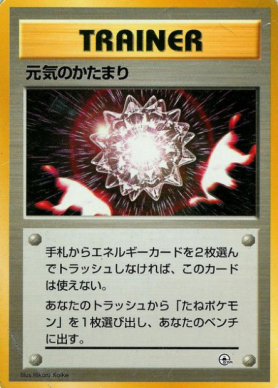 TRAINER
元気のかたまり
手札からエネルギーカードを2枚選ん
でトラッシュしなければ、このカード
は使えない。
あなたのトラッシュから「たねポケモ
ン」を1枚選び出し、あなたのベンチ
に出す。